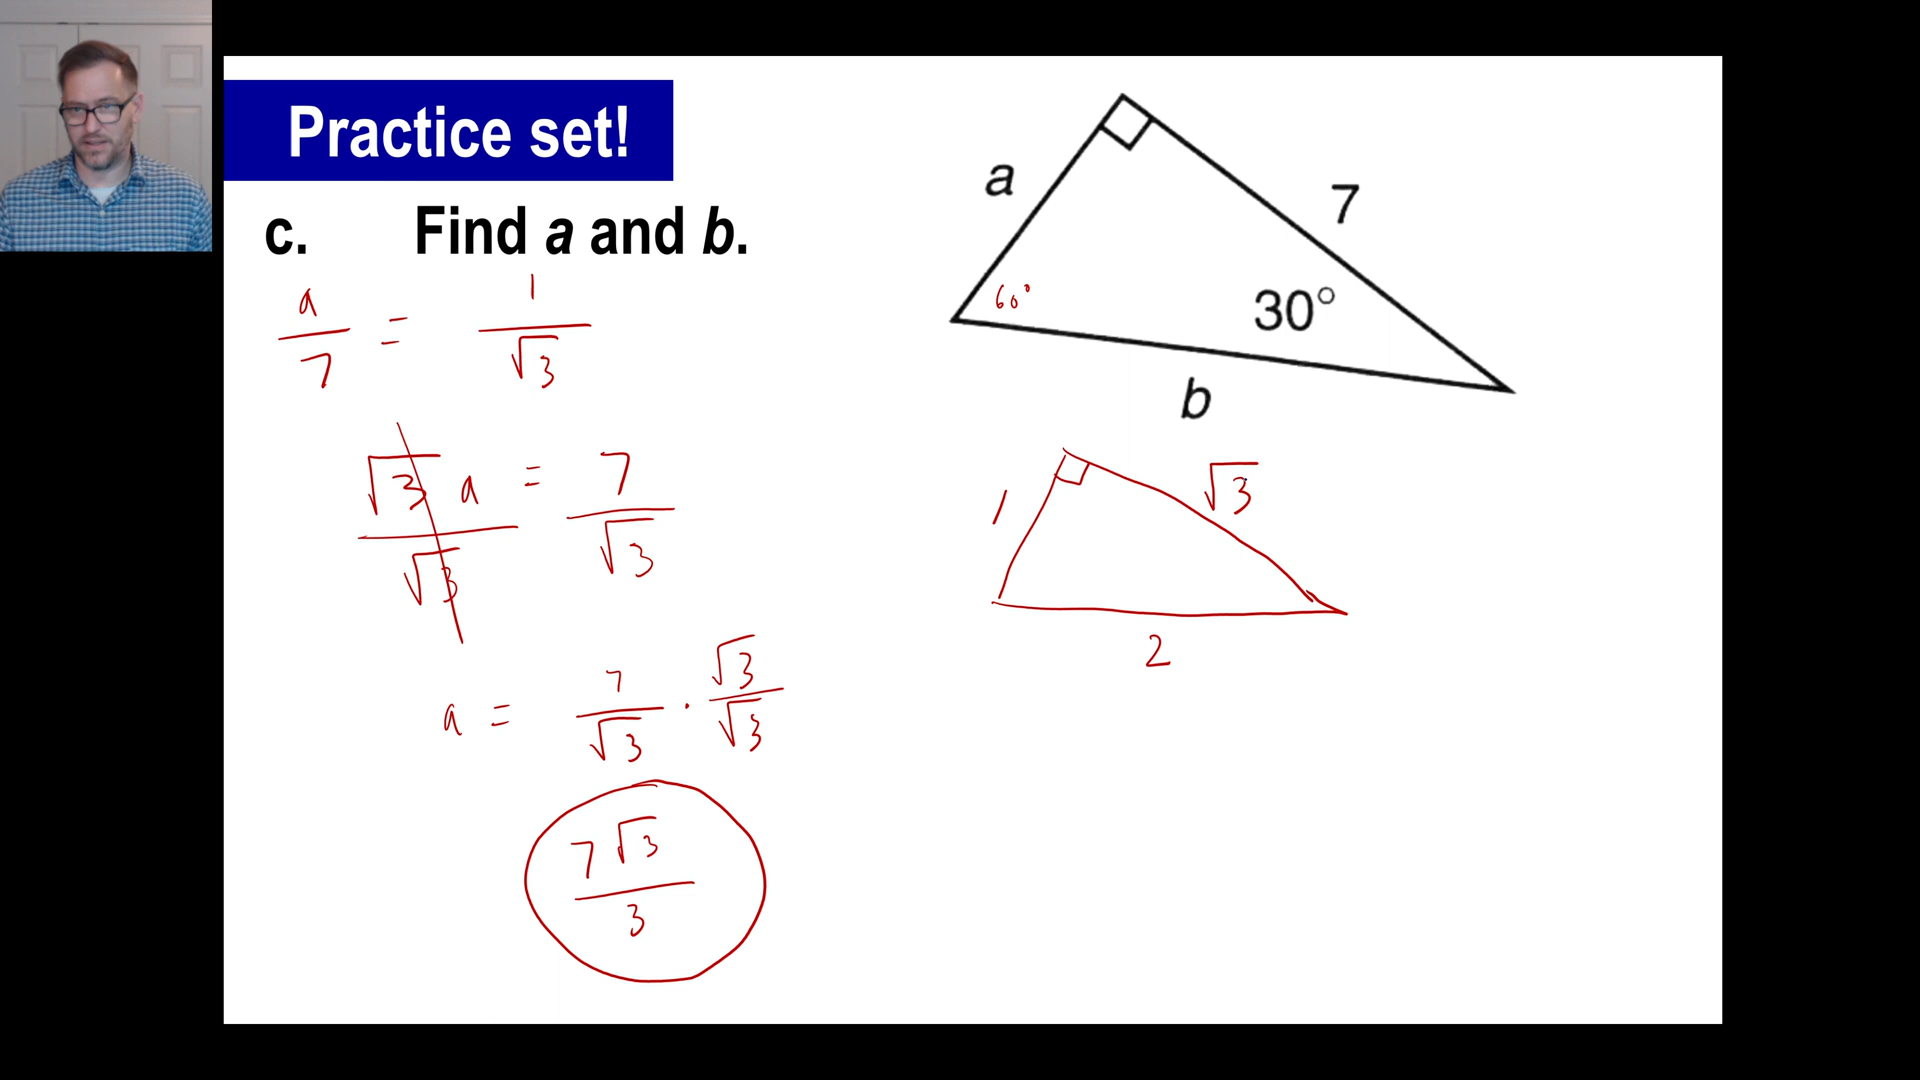 Practice set!
c. Find a and b.
a/7 = 1/√3
√3 a/√3 = 7/√3
a = 7/√3 · √3/√3
7√3/3
a
7
60°
30°
b
1
√3
2